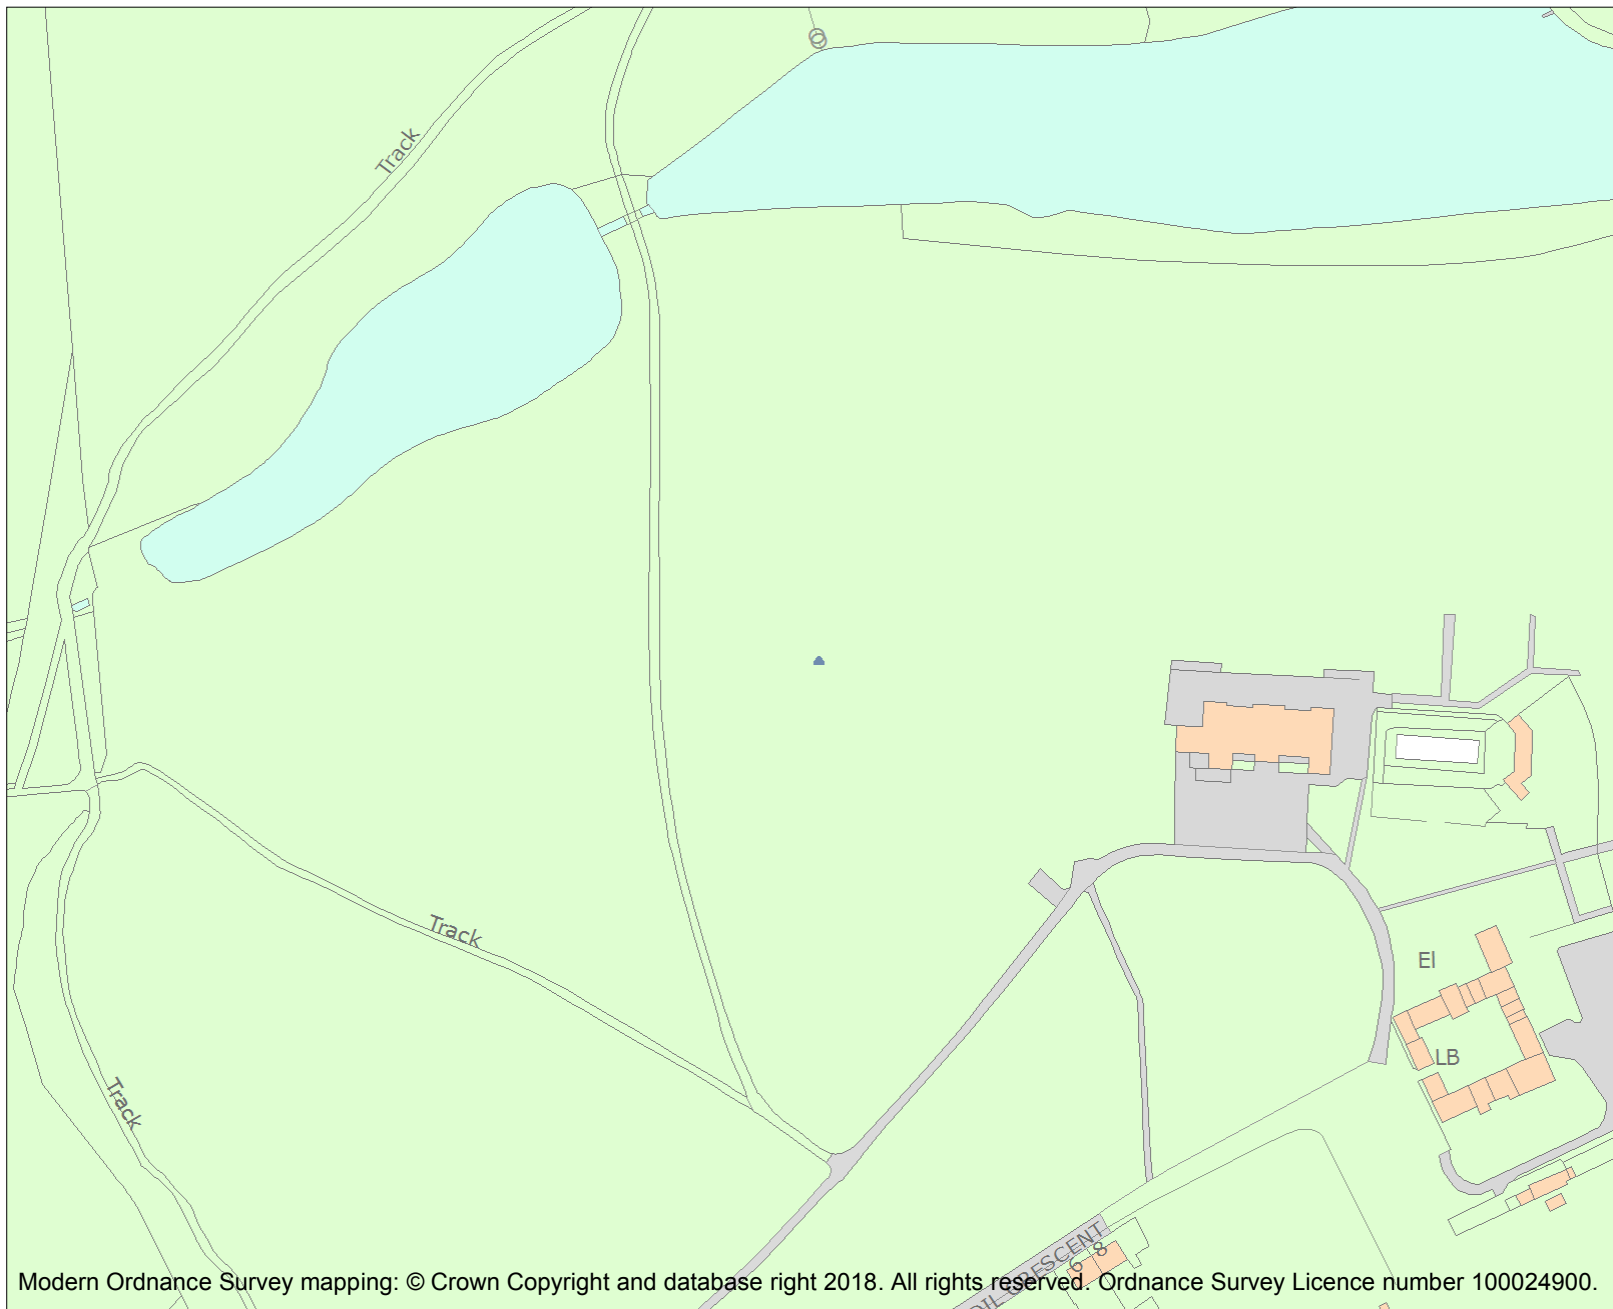 Track
Track
El
LB
Track
8
6
CRESCENT
Modern Ordnance Survey mapping: © Crown Copyright and database right 2018. All rights reserved. Ordnance Survey Licence number 100024900.